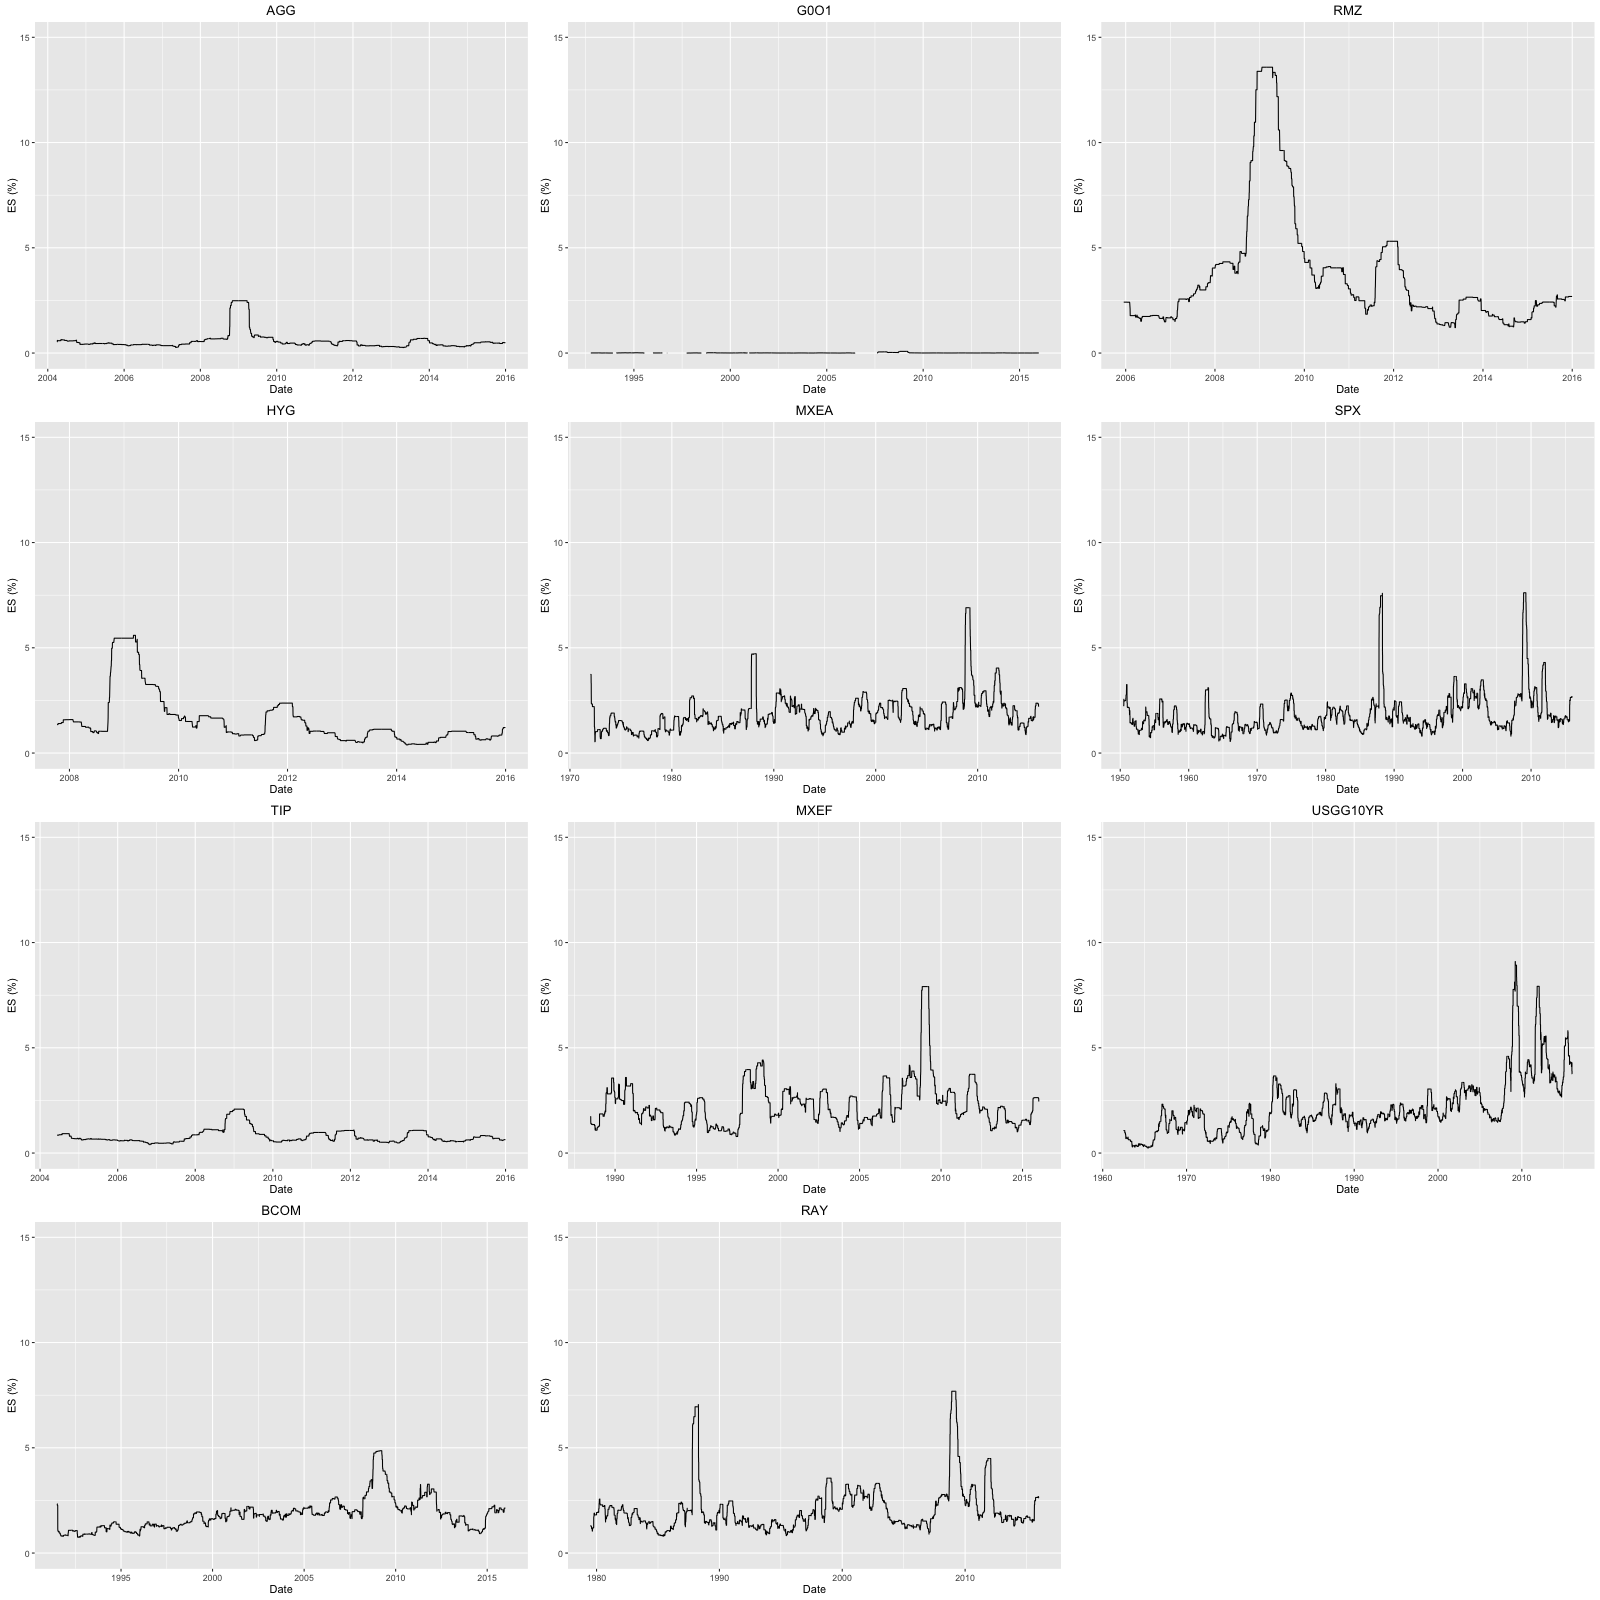 AGG
15
10
5
0
ES (%)
2004 2006 2008 2010 2012 2014 2016
Date
G0O1
15
10
5
0
ES (%)
1995 2000 2005 2010 2015
Date
RMZ
15
10
5
0
ES (%)
2006 2008 2010 2012 2014 2016
Date
HYG
15
10
5
0
ES (%)
2008 2010 2012 2014 2016
Date
MXEA
15
10
5
0
ES (%)
1970 1980 1990 2000 2010
Date
SPX
15
10
5
0
ES (%)
1950 1960 1970 1980 1990 2000 2010
Date
TIP
15
10
5
0
ES (%)
2004 2006 2008 2010 2012 2014 2016
Date
MXEF
15
10
5
0
ES (%)
1990 1995 2000 2005 2010 2015
Date
USGG10YR
15
10
5
0
ES (%)
1960 1970 1980 1990 2000 2010
Date
BCOM
15
10
5
0
ES (%)
1995 2000 2005 2010 2015
Date
RAY
15
10
5
0
ES (%)
1980 1990 2000 2010
Date